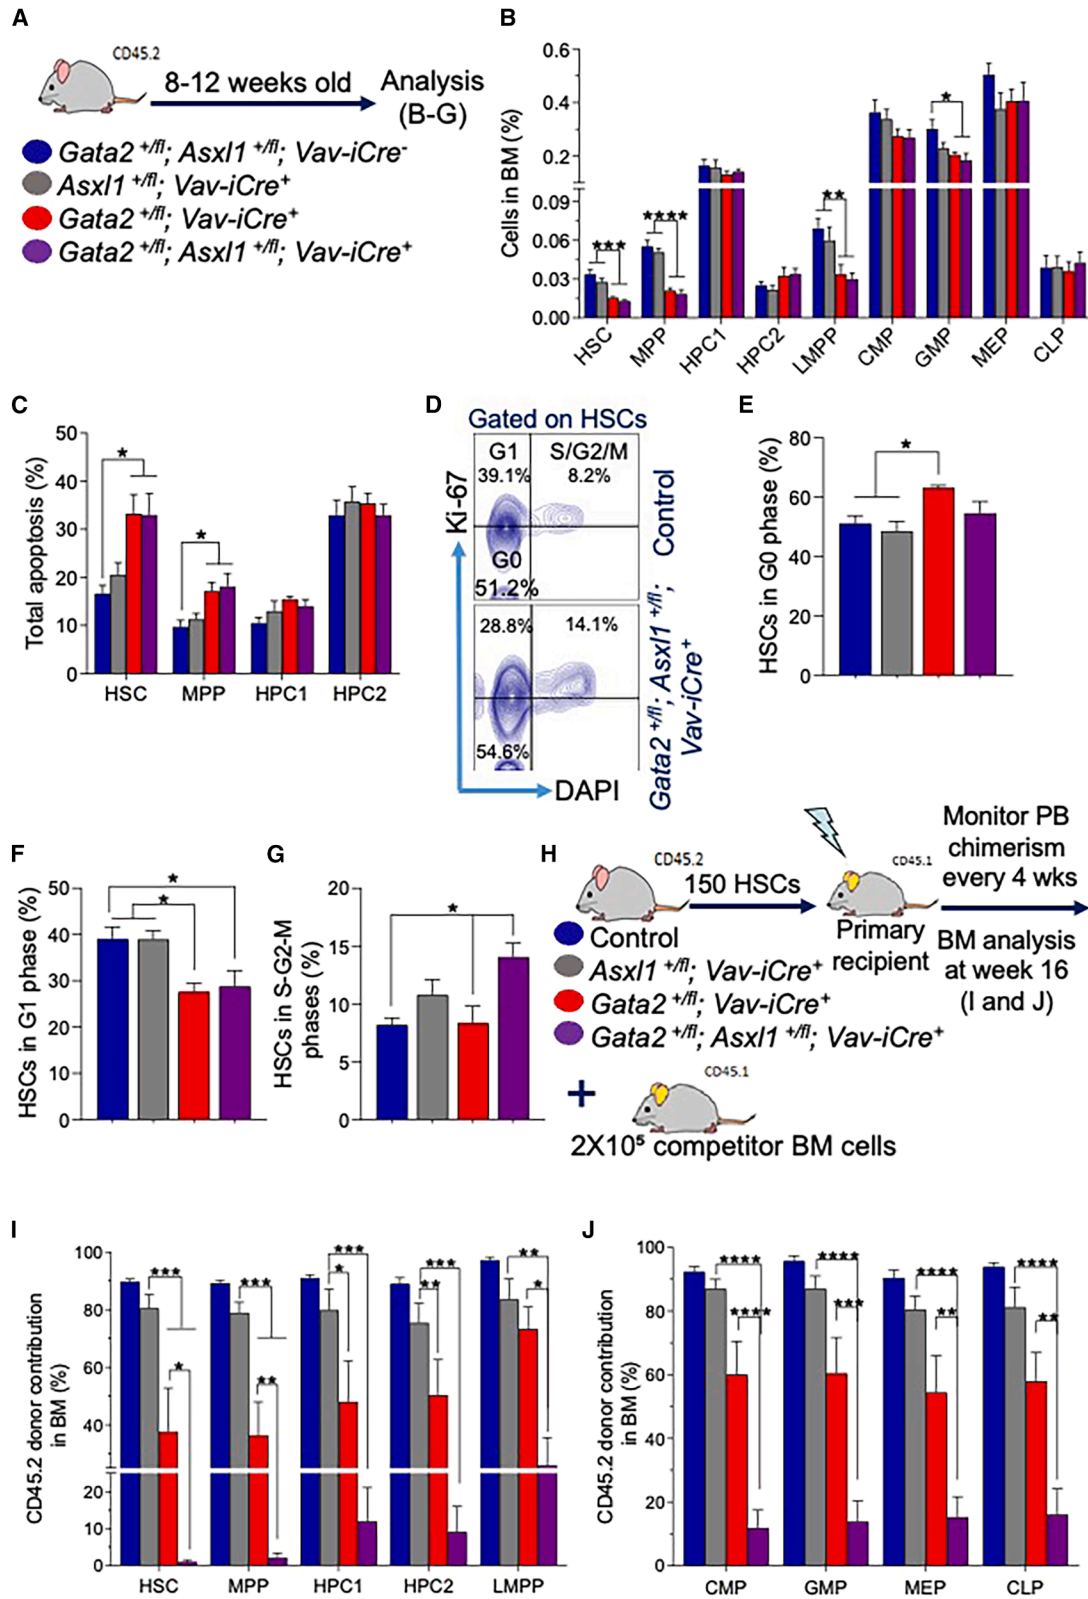 A
CD45.2
8-12 weeks old
Analysis
(B-G)
Gata2 +/fl; Asxl1 +/fl; Vav-iCre-
Asxl1 +/fl; Vav-iCre+
Gata2 +/fl; Vav-iCre+
Gata2 +/fl; Asxl1 +/fl; Vav-iCre+
B
Cells in BM (%)
0.6
0.4
0.2
0.09
0.06
0.03
0.00
***
****
**
*
HSC
MPP
HPC1
HPC2
LMPP
CMP
GMP
MEP
CLP
C
Total apoptosis (%)
50
40
30
20
10
0
*
*
HSC
MPP
HPC1
HPC2
D
Gated on HSCs
Ki-67
G1
39.1%
S/G2/M
8.2%
G0
51.2%
28.8%
14.1%
54.6%
DAPI
Control
Gata2 +/fl; Asxl1 +/fl;
Vav-iCre+
E
HSCs in G0 phase (%)
80
60
40
20
0
*
F
HSCs in G1 phase (%)
50
40
30
20
10
0
*
*
G
HSCs in S-G2-M
phases (%)
20
15
10
5
0
*
H
CD45.2
150 HSCs
CD45.1
Primary
recipient
Monitor PB
chimerism
every 4 wks
BM analysis
at week 16
(I and J)
Control
Asxl1 +/fl; Vav-iCre+
Gata2 +/fl; Vav-iCre+
Gata2 +/fl; Asxl1 +/fl; Vav-iCre+
+
CD45.1
2X10⁵ competitor BM cells
I
CD45.2 donor contribution
in BM (%)
100
80
60
40
20
10
0
***
*
***
**
***
*
***
**
**
*
HSC
MPP
HPC1
HPC2
LMPP
J
CD45.2 donor contribution
in BM (%)
100
80
60
40
20
0
****
****
****
***
****
**
****
**
CMP
GMP
MEP
CLP